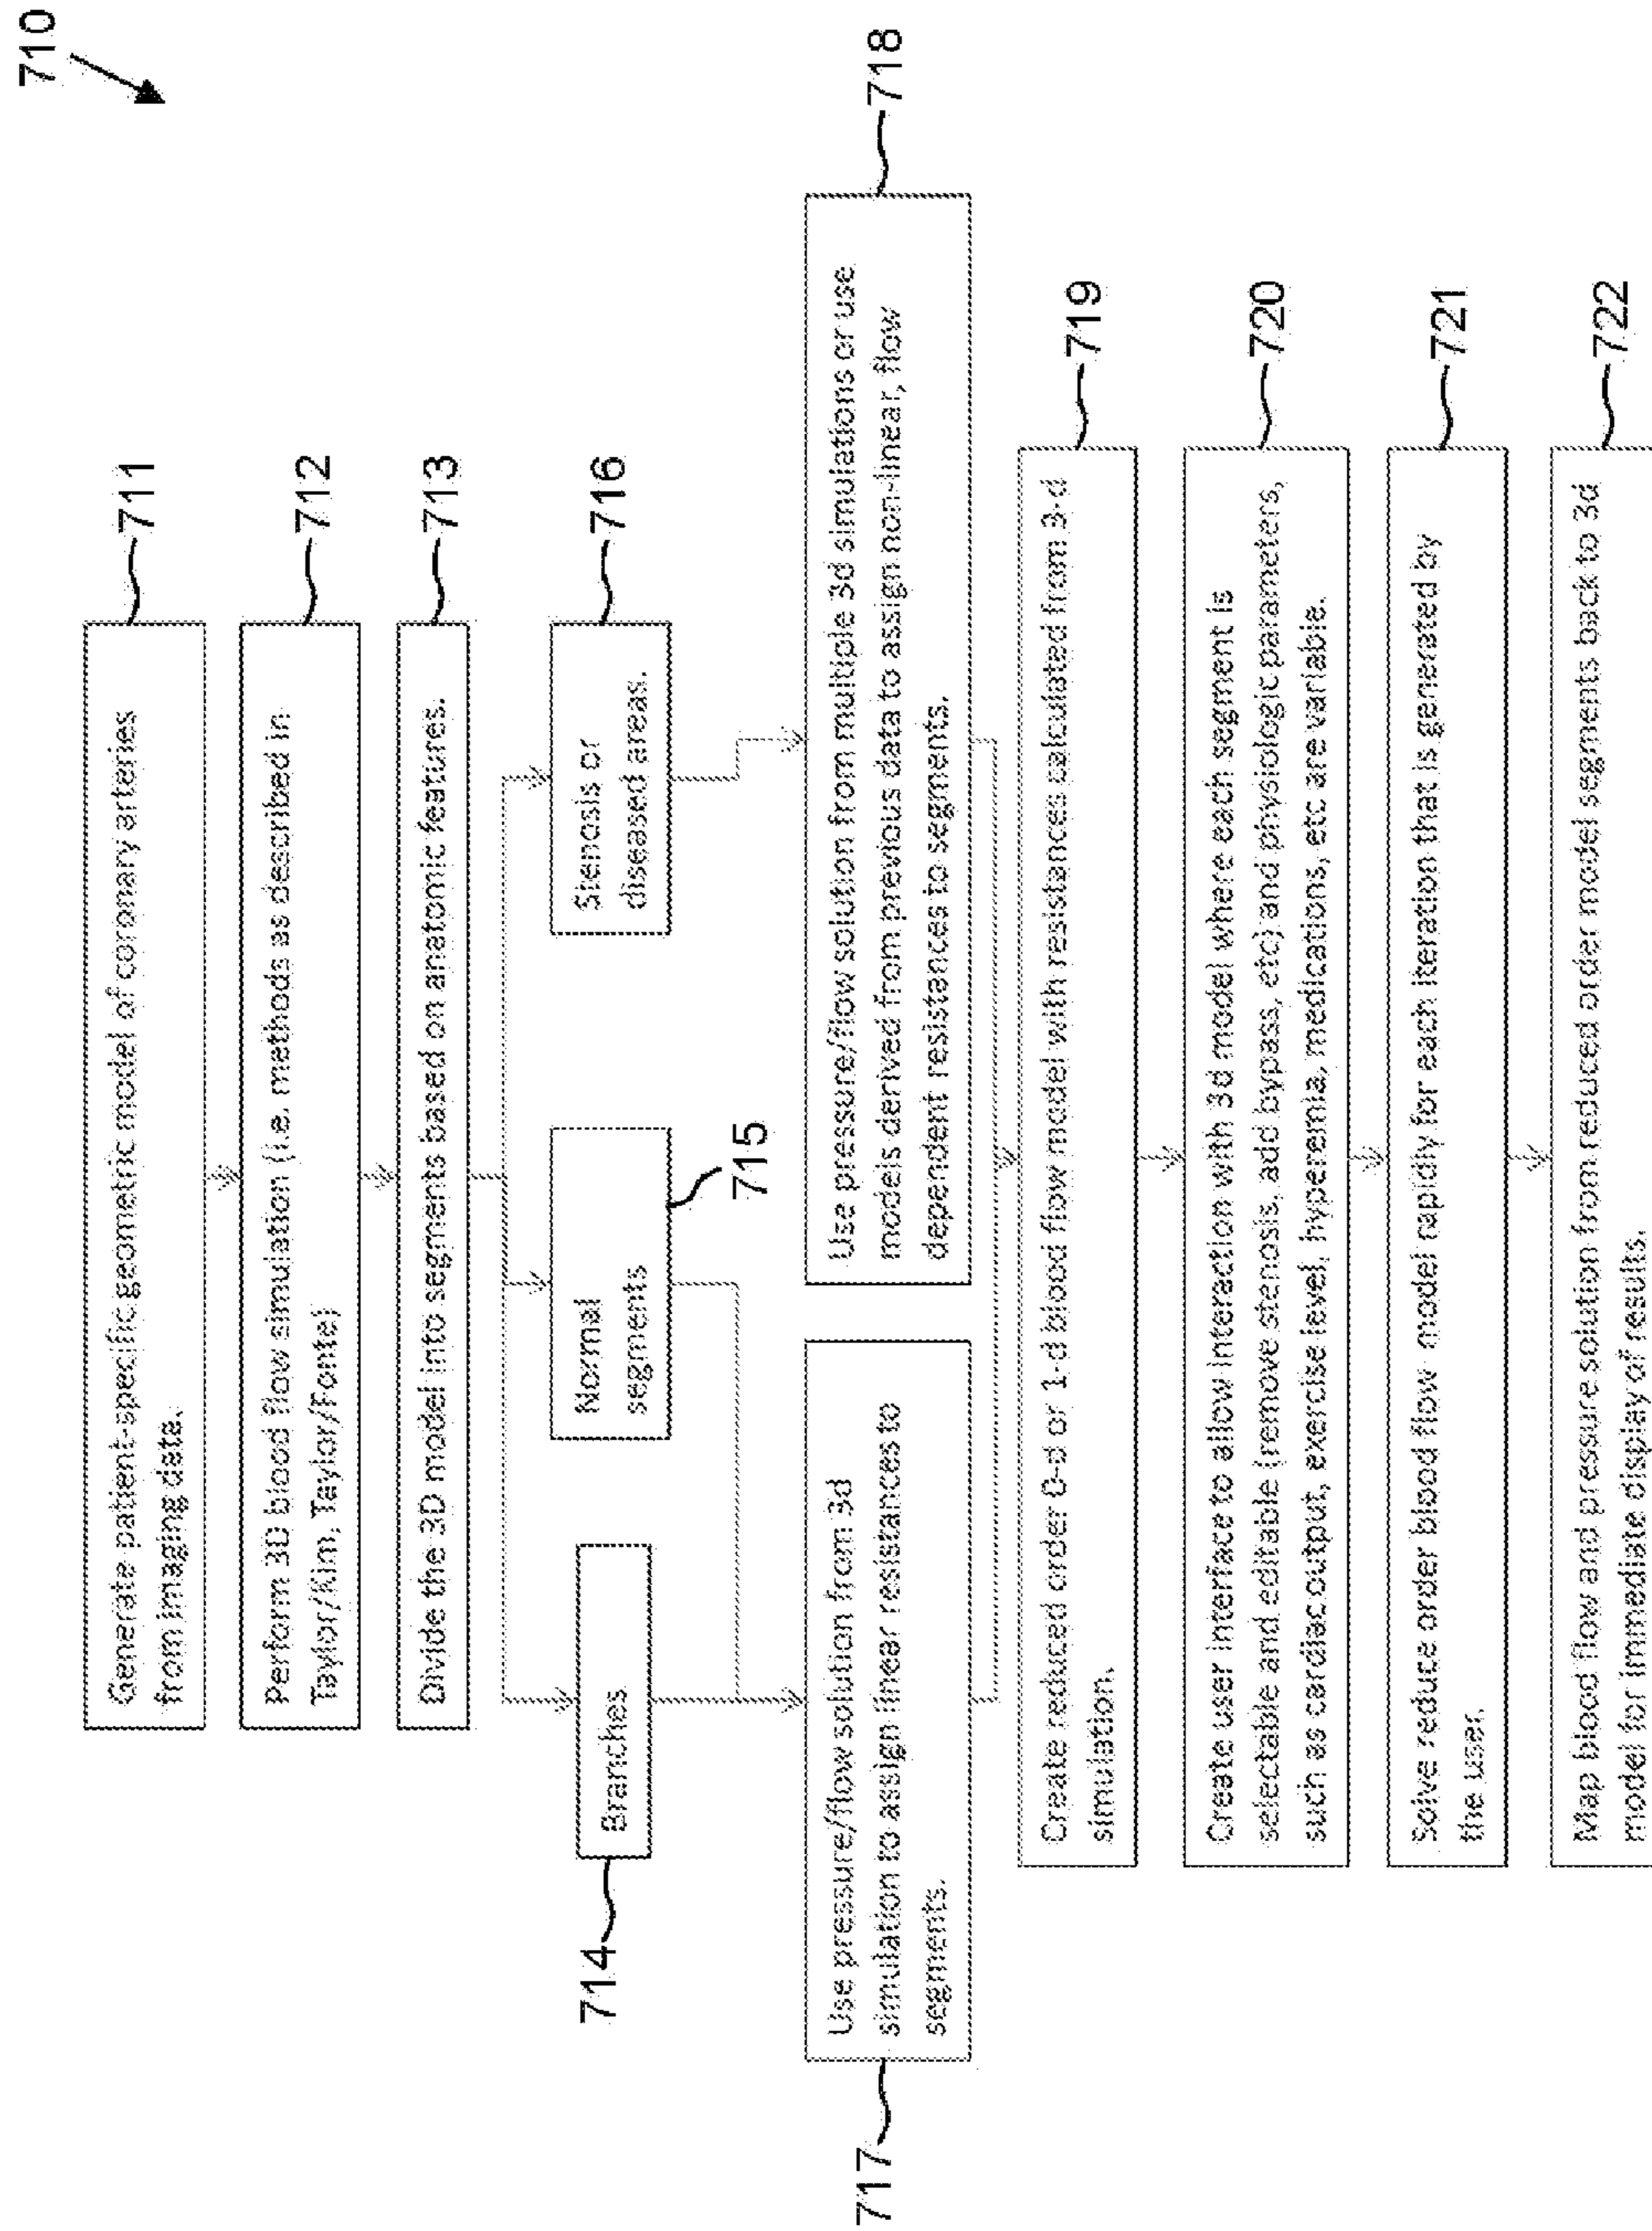 710
Generate patient-specific geometric model of coronary arteries
from imaging data.
711
Perform 3D blood flow simulation (i.e. methods as described in
Taylor/Kim, Taylor/Fonte)
712
Divide the 3D model into segments based on anatomic features.
713
714
Branches
Normal
segments
715
Stenosis or
diseased areas.
716
717
Use pressure/flow solution from 3d
simulation to assign linear resistances to
segments.
Use pressure/flow solution from multiple 3d simulations or use
models derived from previous data to assign non-linear, flow
dependent resistances to segments.
718
Create reduced order 0-d or 1-d blood flow model with resistances calculated from 3-d
simulation.
719
Create user interface to allow interaction with 3d model where each segment is
selectable and editable (remove stenosis, add bypass, etc) and physiologic parameters,
such as cardiac output, exercise level, hyperemia, medications, etc are variable.
720
Solve reduce order blood flow model rapidly for each iteration that is generated by
the user.
721
Map blood flow and pressure solution from reduced order model segments back to 3d
model for immediate display of results.
722